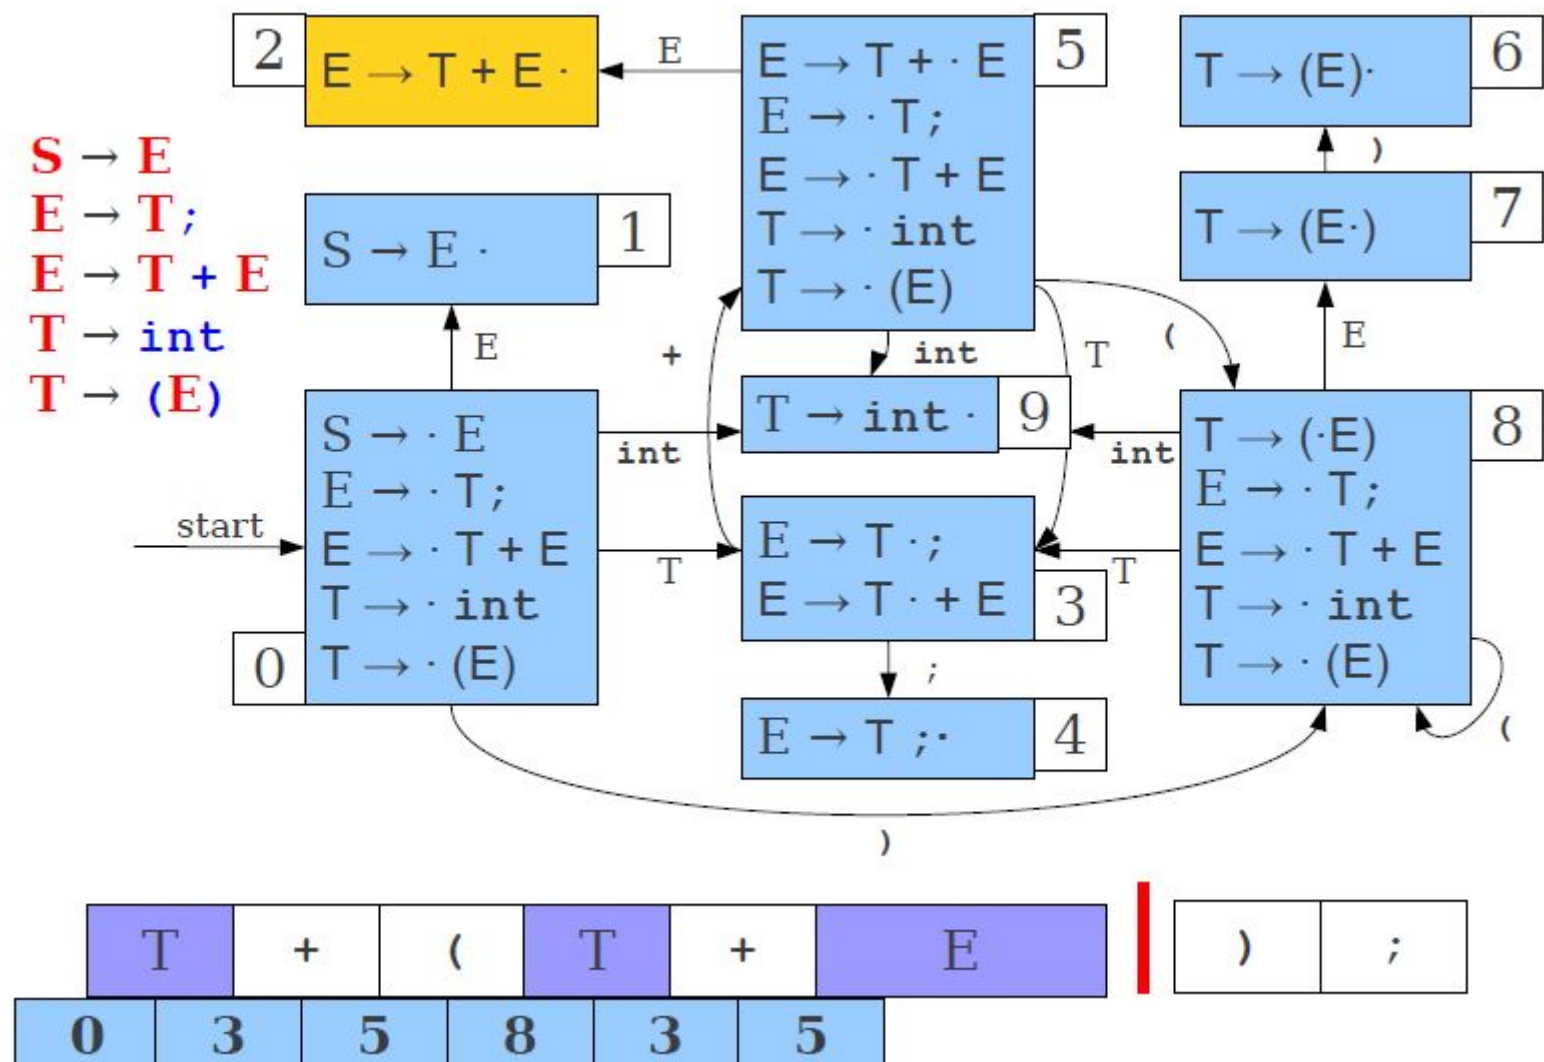 2
E → T + E ·
E
5
E → T + · E
E → · T ;
E → · T + E
T → · int
T → · (E)
6
T → (E)·
)
7
T → (E·)
E
S → E
E → T ;
E → T + E
T → int
T → (E)
1
S → E ·
E
+
int
T
(
T → int ·
9
int
int
8
T → (·E)
E → · T ;
E → · T + E
T → · int
T → · (E)
(
start
0
S → · E
E → · T ;
E → · T + E
T → · int
T → · (E)
T
T
E → T · ;
E → T · + E
3
;
E → T ;·
4
)
T + ( T + E ) ;
0 3 5 8 3 5